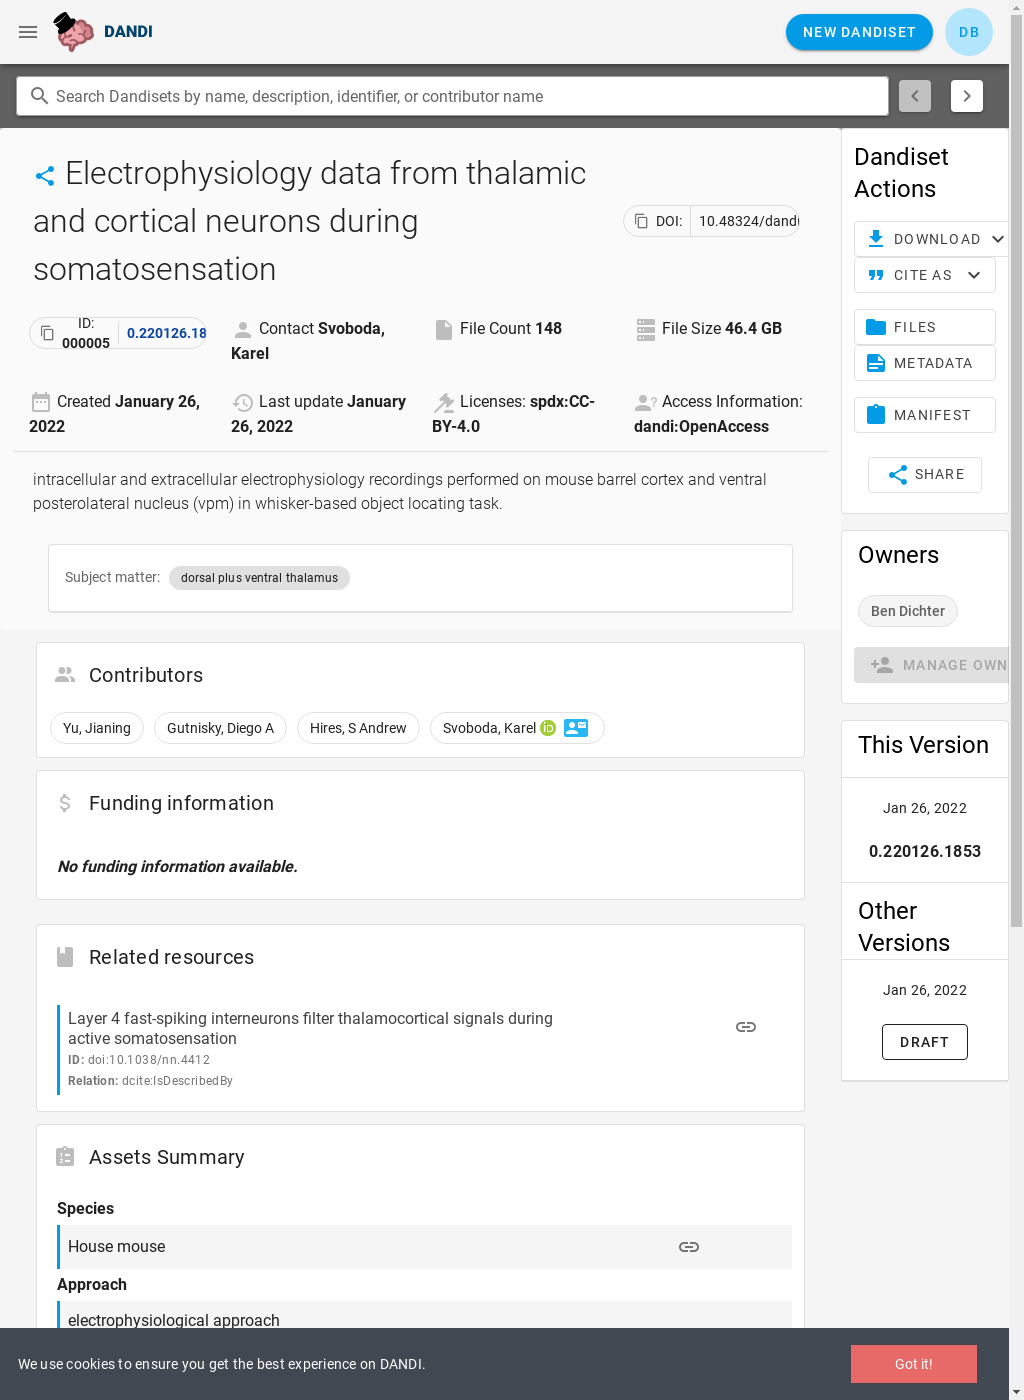 DANDI
NEW DANDISET
DB
Search Dandisets by name, description, identifier, or contributor name
Electrophysiology data from thalamic
and cortical neurons during
somatosensation
DOI:
10.48324/dandi
ID:
000005
0.220126.18
Contact Svoboda,
Karel
File Count 148
File Size 46.4 GB
Created January 26,
2022
Last update January
26, 2022
Licenses: spdx:CC-
BY-4.0
Access Information:
dandi:OpenAccess
intracellular and extracellular electrophysiology recordings performed on mouse barrel cortex and ventral
posterolateral nucleus (vpm) in whisker-based object locating task.
Subject matter: dorsal plus ventral thalamus
Contributors
Yu, Jianing
Gutnisky, Diego A
Hires, S Andrew
Svoboda, Karel iD
Funding information
No funding information available.
Related resources
Layer 4 fast-spiking interneurons filter thalamocortical signals during
active somatosensation
ID: doi:10.1038/nn.4412
Relation: dcite:IsDescribedBy
Assets Summary
Species
House mouse
Approach
electrophysiological approach
Dandiset
Actions
DOWNLOAD
CITE AS
FILES
METADATA
MANIFEST
SHARE
Owners
Ben Dichter
MANAGE OWN
This Version
Jan 26, 2022
0.220126.1853
Other
Versions
Jan 26, 2022
DRAFT
We use cookies to ensure you get the best experience on DANDI.
Got it!